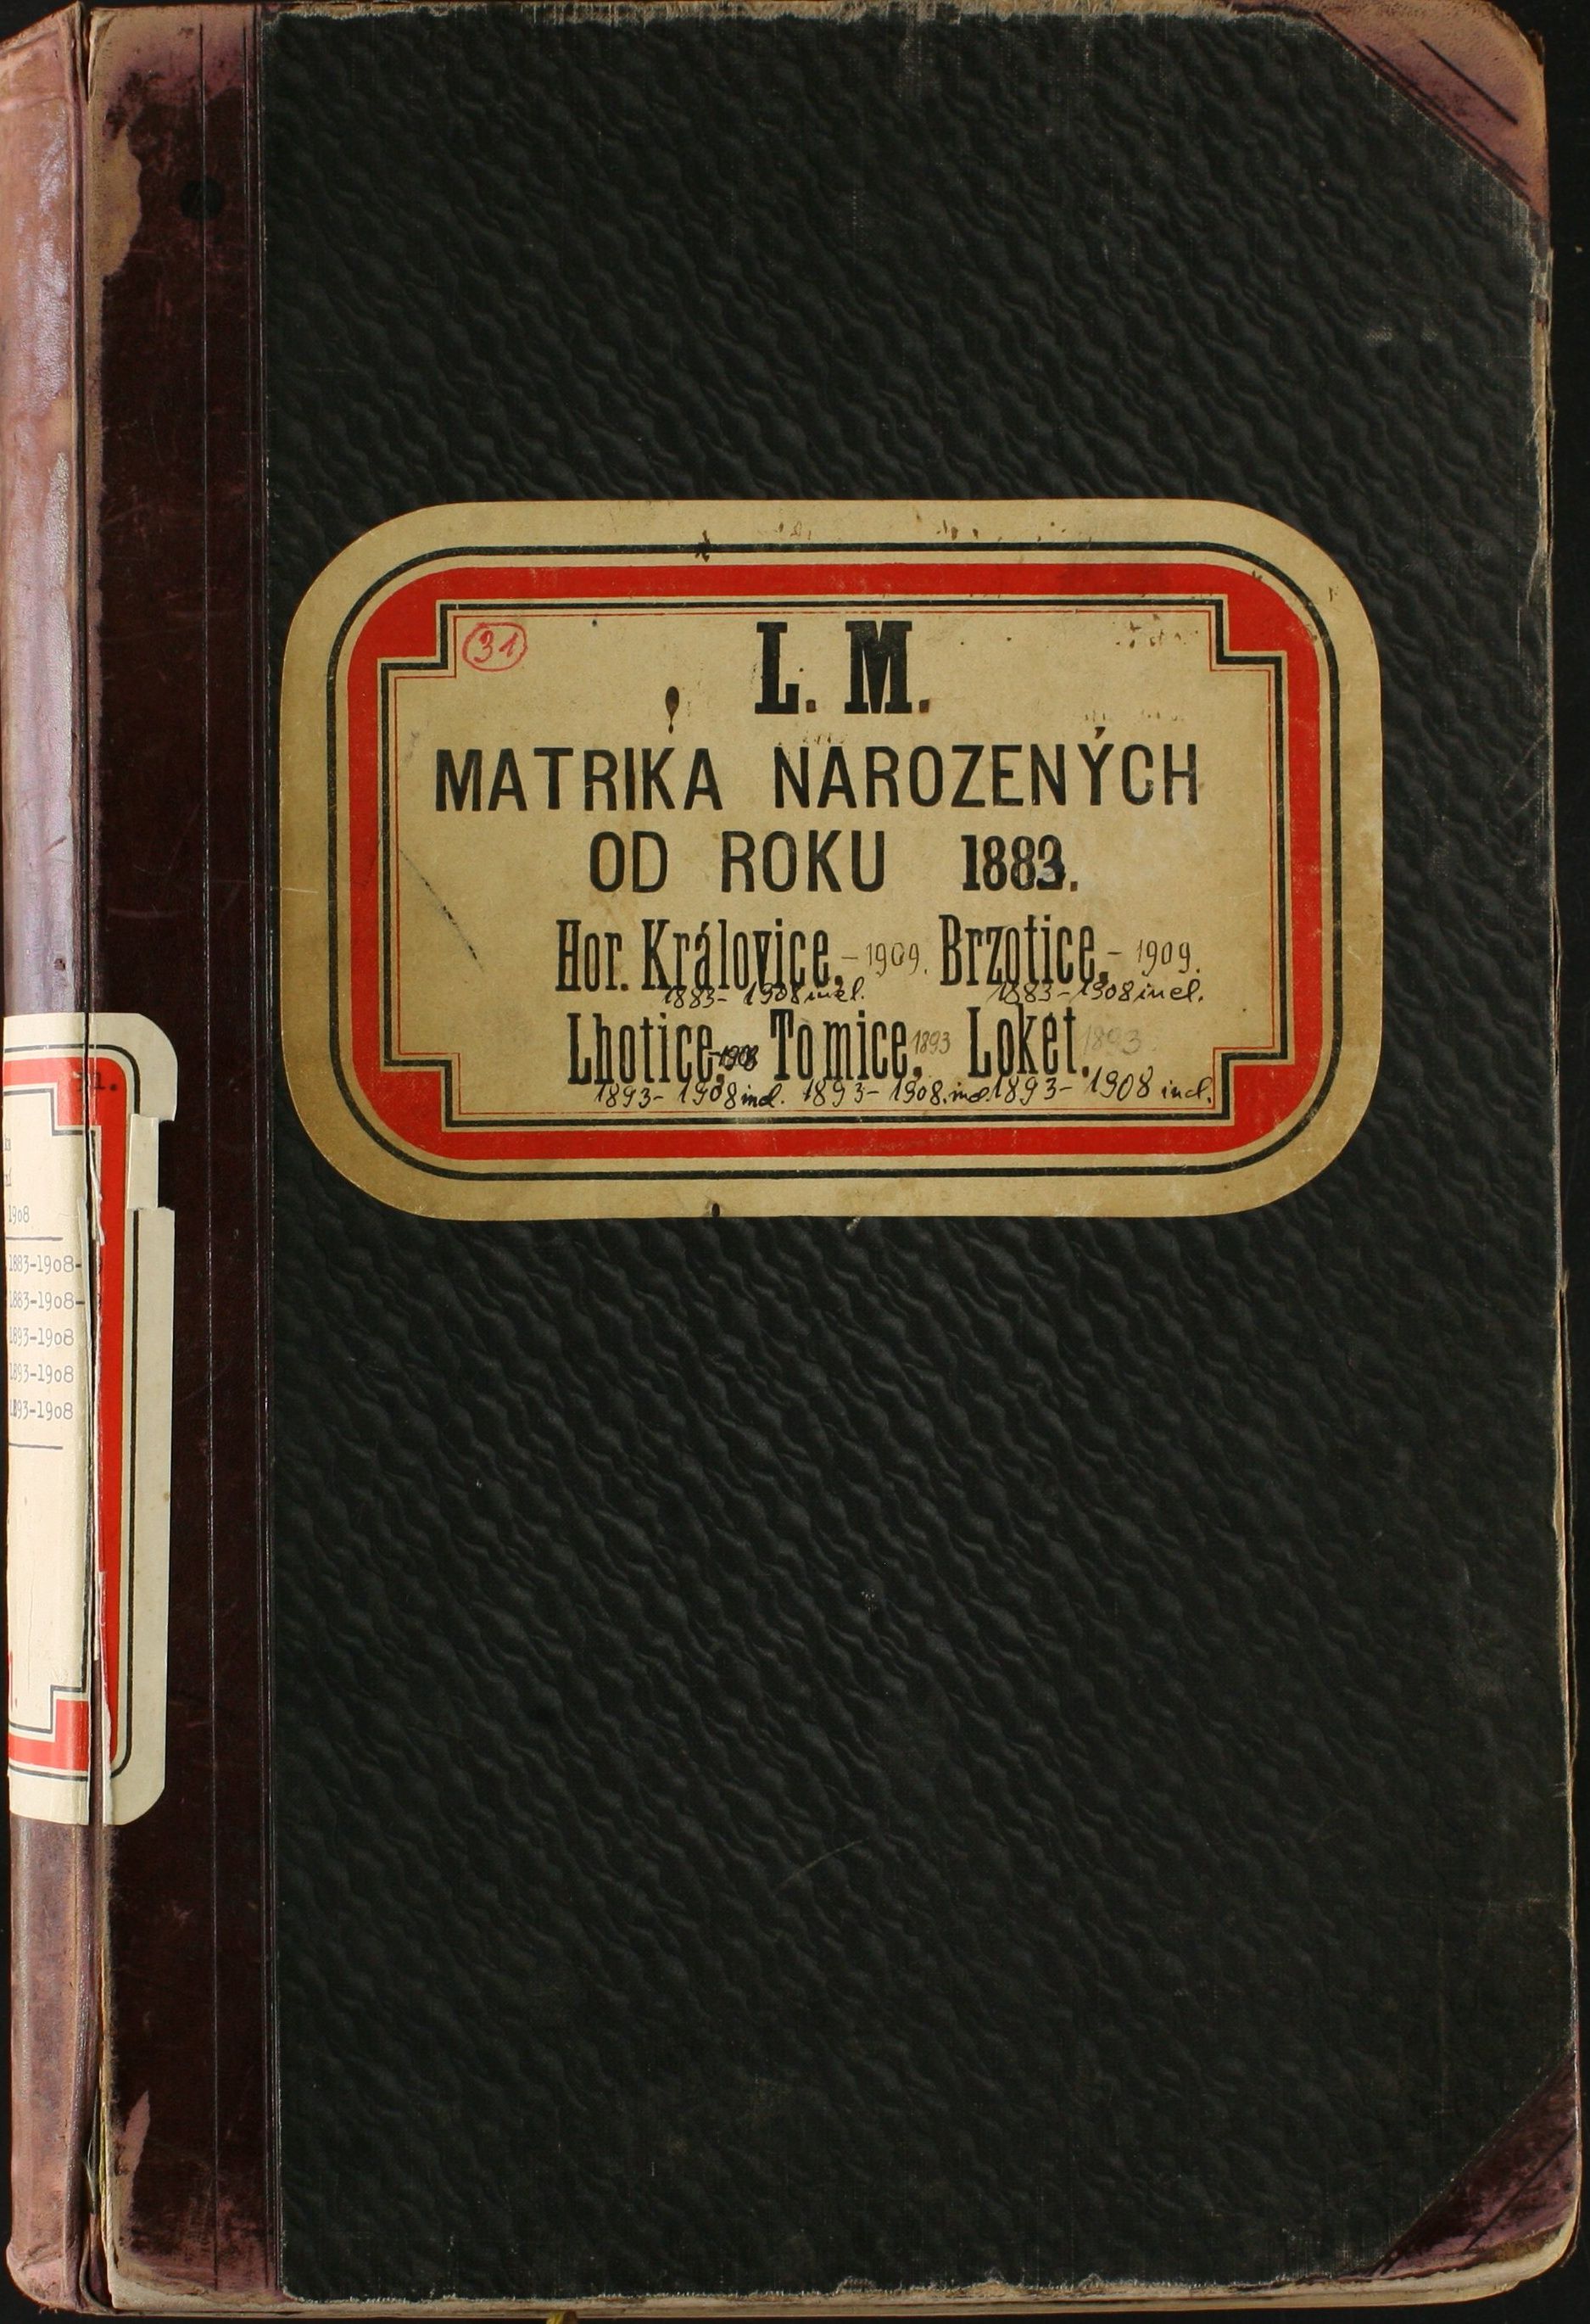 31
L. M.
MATRIKA NAROZENÝCH
OD ROKU 1883.
Hor. Královice, - 1909. Brzotice, - 1909.
1883 - 1908 incl. 1883 - 1908 incl.
Lhotice, Tomice, 1893 Loket. 1893
1893 - 1908 incl. 1893 - 1908. incl. 1893 - 1908 incl.
31.
1908
1883-1908-
1883-1908-
1893-1908
1893-1908
1893-1908